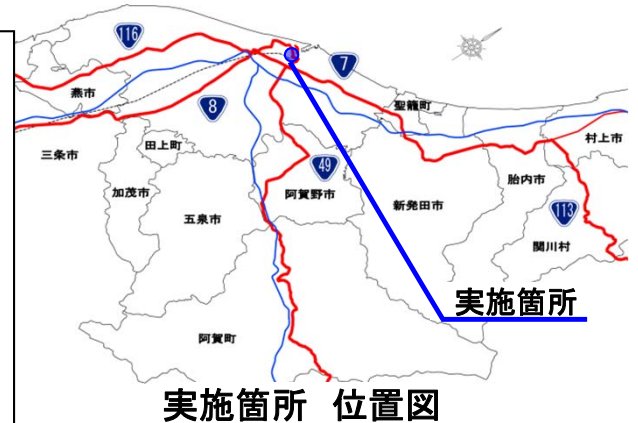 116
7
燕市
8
聖籠町
三条市
田上町
村上市
49
加茂市
阿賀野市
胎内市
五泉市
新発田市
113
関川村
実施箇所
阿賀町
実施箇所 位置図